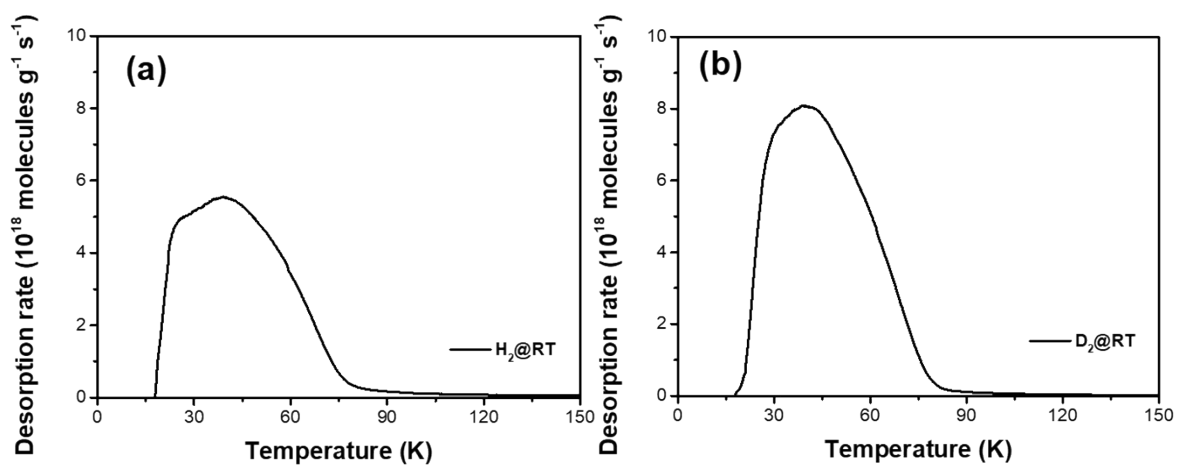 (a)
Desorption rate (10¹⁸ molecules g⁻¹ s⁻¹)
10
8
6
4
2
0
H₂@RT
0 30 60 90 120 150
Temperature (K)
(b)
Desorption rate (10¹⁸ molecules g⁻¹ s⁻¹)
10
8
6
4
2
0
D₂@RT
0 30 60 90 120 150
Temperature (K)